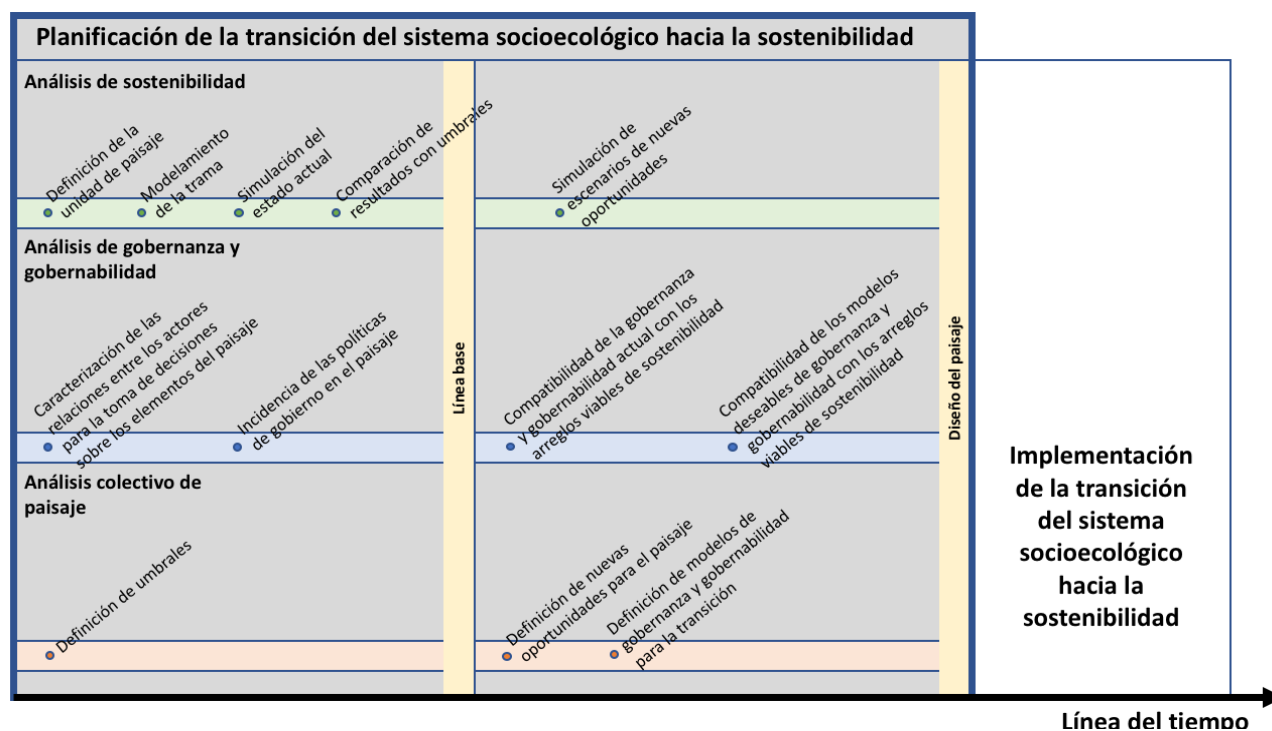 Planificación de la transición del sistema socioecológico hacia la sostenibilidad
Análisis de sostenibilidad
Definición de la
unidad de paisaje
Modelamiento
de la trama
Simulación del
estado actual
Comparación de
resultados con umbrales
Simulación de
escenarios de nuevas
oportunidades
Análisis de gobernanza y
gobernabilidad
Caracterización de las
relaciones entre los actores
para la toma de decisiones
sobre los elementos del paisaje
Incidencia de las políticas
de gobierno en el paisaje
Línea base
Compatibilidad de la gobernanza
y gobernabilidad actual con los
arreglos viables de sostenibilidad
Compatibilidad de los modelos
deseables de gobernanza y
gobernabilidad con los arreglos
viables de sostenibilidad
Diseño del paisaje
Análisis colectivo de
paisaje
Definición de umbrales
Definición de nuevas
oportunidades para el paisaje
Definición de modelos de
gobernanza y gobernabilidad
para la transición
Implementación
de la transición
del sistema
socioecológico
hacia la
sostenibilidad
Línea del tiempo